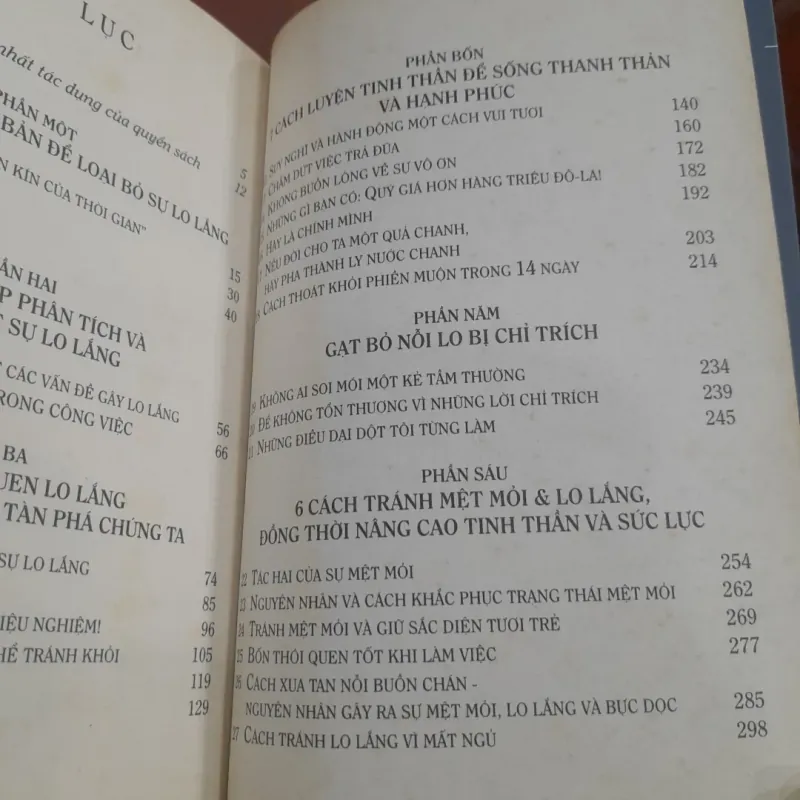 LỤC
nhất tác dụng của quyển sách 5
PHẦN MỘT 12
BẢN ĐỂ LOẠI BỎ SỰ LO LẮNG
KÍN CỦA THỜI GIAN" 15
30
40
HAI
PHÂN TÍCH VÀ
SỰ LO LẮNG
CÁC VẤN ĐỀ GÂY LO LẮNG 56
TRONG CÔNG VIỆC 66
BA
QUEN LO LẮNG
TÀN PHÁ CHÚNG TA
SỰ LO LẮNG 74
85
HIỆU NGHIỆM! 96
THỂ TRÁNH KHỎI 105
119
129
PHẦN BỐN
7 CÁCH LUYỆN TINH THẦN ĐỂ SỐNG THANH THẢN
VÀ HẠNH PHÚC
SUY NGHĨ VÀ HÀNH ĐỘNG MỘT CÁCH VUI TƯƠI 140
CHẤM DỨT VIỆC TRẢ ĐŨA 160
KHÔNG BUỒN LÒNG VỀ SỰ VÔ ƠN 172
NHỮNG GÌ BẠN CÓ: QUÝ GIÁ HƠN HÀNG TRIỆU ĐÔ-LA! 182
HÃY LÀ CHÍNH MÌNH 192
NẾU ĐỜI CHO TA MỘT QUẢ CHANH,
HÃY PHA THÀNH LY NƯỚC CHANH 203
CÁCH THOÁT KHỎI PHIỀN MUỘN TRONG 14 NGÀY 214
PHẦN NĂM
GẠT BỎ NỖI LO BỊ CHỈ TRÍCH
19 KHÔNG AI SOI MÓI MỘT KẺ TẦM THƯỜNG 234
20 ĐỂ KHÔNG TỔN THƯƠNG VÌ NHỮNG LỜI CHỈ TRÍCH 239
21 NHỮNG ĐIỀU DẠI DỘT TÔI TỪNG LÀM 245
PHẦN SÁU
6 CÁCH TRÁNH MỆT MỎI & LO LẮNG,
ĐỒNG THỜI NÂNG CAO TINH THẦN VÀ SỨC LỰC
22 TÁC HẠI CỦA SỰ MỆT MỎI 254
23 NGUYÊN NHÂN VÀ CÁCH KHẮC PHỤC TRẠNG THÁI MỆT MỎI 262
24 TRÁNH MỆT MỎI VÀ GIỮ SẮC DIỆN TƯƠI TRẺ 269
25 BỐN THÓI QUEN TỐT KHI LÀM VIỆC 277
26 CÁCH XUA TAN NỖI BUỒN CHÁN -
NGUYÊN NHÂN GÂY RA SỰ MỆT MỎI, LO LẮNG VÀ BỰC DỌC 285
27 CÁCH TRÁNH LO LẮNG VÌ MẤT NGỦ 298